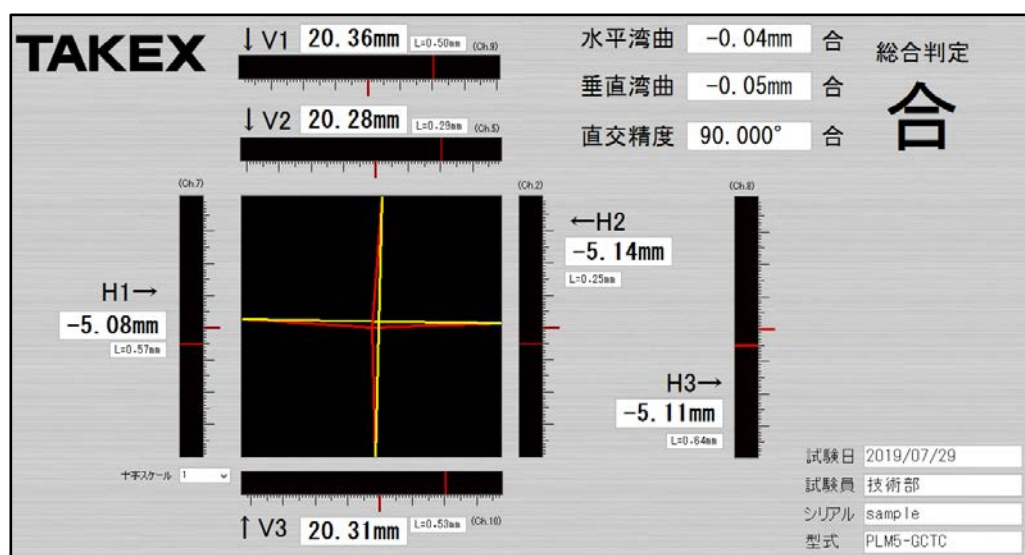 TAKEX
↓ V1 20.36mm L=0.50mm (Ch.9)
↓ V2 20.28mm L=0.29mm (Ch.5)
水平湾曲 -0.04mm 合
垂直湾曲 -0.05mm 合
直交精度 90.000° 合
総合判定
合
(Ch.7)
(Ch.2)
(Ch.8)
H1→
-5.08mm
L=0.57mm
←H2
-5.14mm
L=0.25mm
H3→
-5.11mm
L=0.64mm
十字スケール 1
↑ V3 20.31mm L=0.53mm (Ch.10)
試験日 2019/07/29
試験員 技術部
シリアル sample
型式 PLM5-GCTC